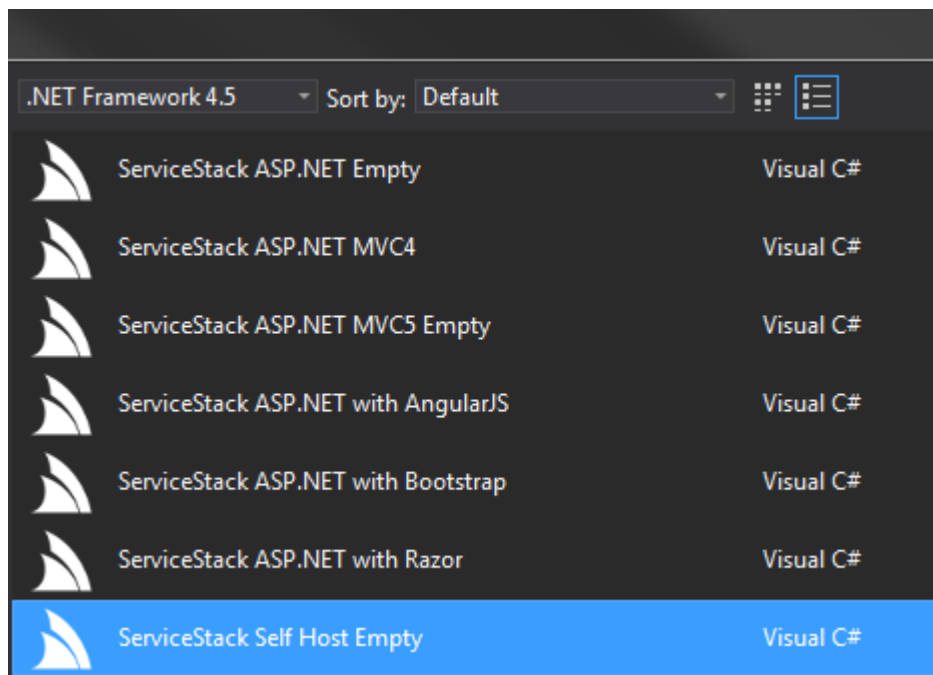 .NET Framework 4.5 Sort by: Default
ServiceStack ASP.NET Empty Visual C#
ServiceStack ASP.NET MVC4 Visual C#
ServiceStack ASP.NET MVC5 Empty Visual C#
ServiceStack ASP.NET with AngularJS Visual C#
ServiceStack ASP.NET with Bootstrap Visual C#
ServiceStack ASP.NET with Razor Visual C#
ServiceStack Self Host Empty Visual C#